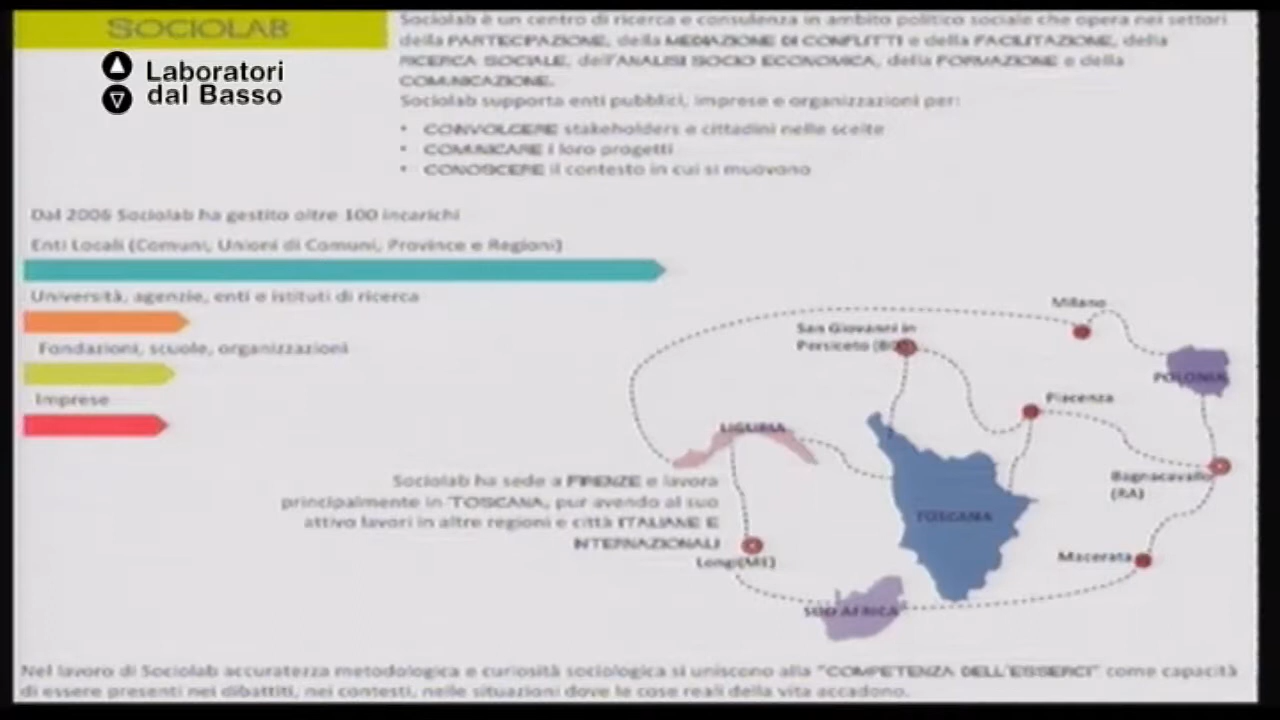 SOCIOLAB
Laboratori
dal Basso
Sociolab è un centro di ricerca e consulenza in ambito politico sociale che opera nei settori
della PARTECIPAZIONE, della MEDIAZIONE DI CONFLITTI e della FACILITAZIONE, della
RICERCA SOCIALE, dell'ANALISI SOCIO ECONOMICA, della FORMAZIONE e della
COMUNICAZIONE.
Sociolab supporta enti pubblici, imprese e organizzazioni per:
• COINVOLGERE stakeholders e cittadini nelle scelte
• COMUNICARE i loro progetti
• CONOSCERE il contesto in cui si muovono
Dal 2006 Sociolab ha gestito oltre 100 incarichi
Enti Locali (Comuni, Unioni di Comuni, Province e Regioni)
Università, agenzie, enti e istituti di ricerca
Fondazioni, scuole, organizzazioni
Imprese
Milano
San Giovanni in
Persiceto (BO)
POLONIA
Piacenza
LIGURIA
Bagnacavallo
(RA)
Sociolab ha sede a FIRENZE e lavora
principalmente in TOSCANA, pur avendo al suo
attivo lavori in altre regioni e città ITALIANE E
INTERNAZIONALI
TOSCANA
Longi(ME)
Macerata
SUD AFRICA
Nel lavoro di Sociolab accuratezza metodologica e curiosità sociologica si uniscono alla "COMPETENZA DELL'ESSERCI" come capacità
di essere presenti nei dibattiti, nei contesti, nelle situazioni dove le cose reali della vita accadono.